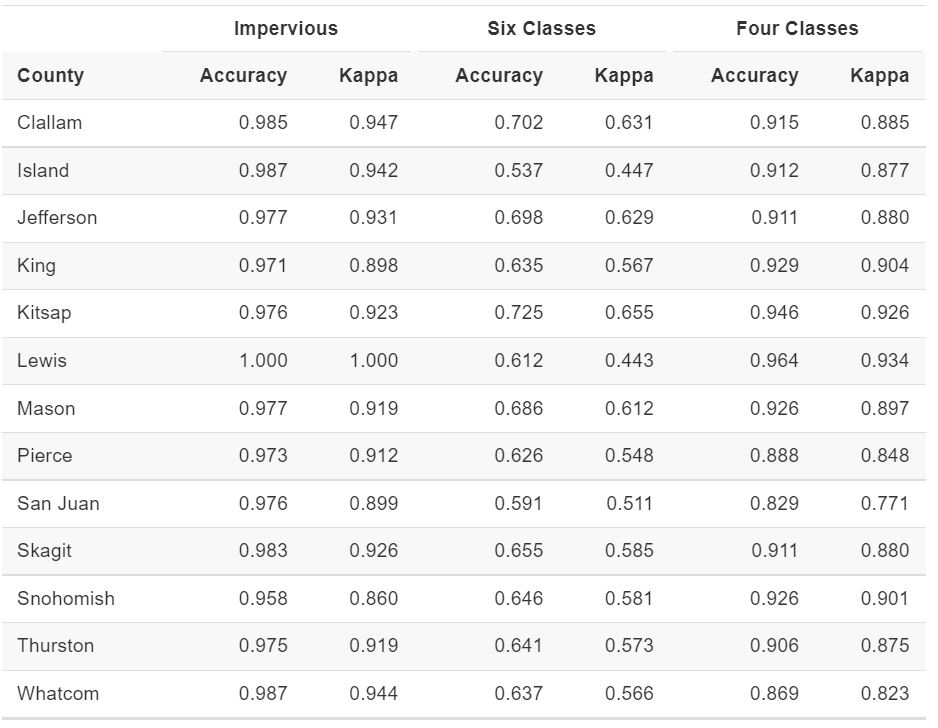 Impervious Six Classes Four Classes
County Accuracy Kappa Accuracy Kappa Accuracy Kappa
Clallam 0.985 0.947 0.702 0.631 0.915 0.885
Island 0.987 0.942 0.537 0.447 0.912 0.877
Jefferson 0.977 0.931 0.698 0.629 0.911 0.880
King 0.971 0.898 0.635 0.567 0.929 0.904
Kitsap 0.976 0.923 0.725 0.655 0.946 0.926
Lewis 1.000 1.000 0.612 0.443 0.964 0.934
Mason 0.977 0.919 0.686 0.612 0.926 0.897
Pierce 0.973 0.912 0.626 0.548 0.888 0.848
San Juan 0.976 0.899 0.591 0.511 0.829 0.771
Skagit 0.983 0.926 0.655 0.585 0.911 0.880
Snohomish 0.958 0.860 0.646 0.581 0.926 0.901
Thurston 0.975 0.919 0.641 0.573 0.906 0.875
Whatcom 0.987 0.944 0.637 0.566 0.869 0.823